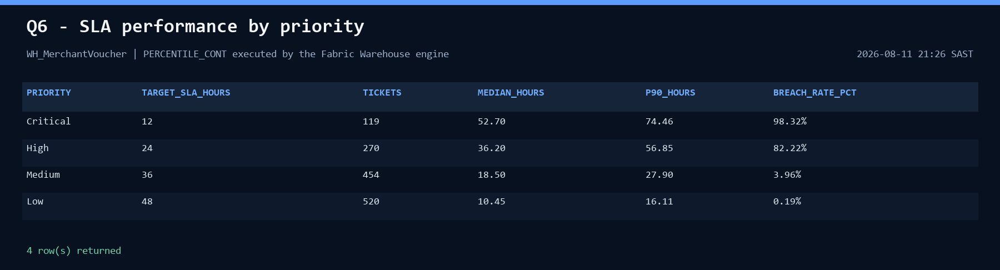 Q6 - SLA performance by priority
WH_MerchantVoucher | PERCENTILE_CONT executed by the Fabric Warehouse engine 2026-08-11 21:26 SAST
PRIORITY TARGET_SLA_HOURS TICKETS MEDIAN_HOURS P90_HOURS BREACH_RATE_PCT
Critical 12 119 52.70 74.46 98.32%
High 24 270 36.20 56.85 82.22%
Medium 36 454 18.50 27.90 3.96%
Low 48 520 10.45 16.11 0.19%
4 row(s) returned